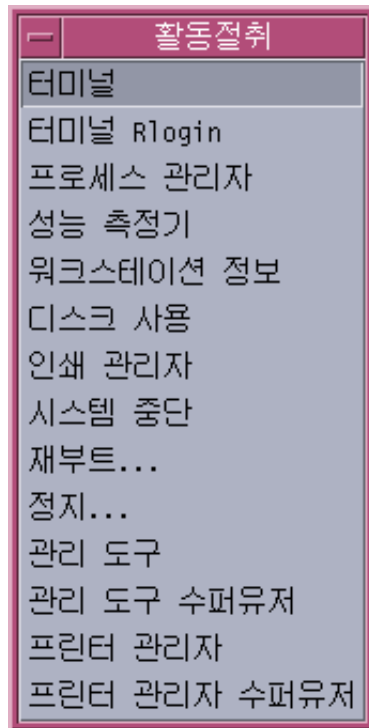 활동절취
터미널
터미널 Rlogin
프로세스 관리자
성능 측정기
워크스테이션 정보
디스크 사용
인쇄 관리자
시스템 중단
재부트...
정지...
관리 도구
관리 도구 수퍼유저
프린터 관리자
프린터 관리자 수퍼유저